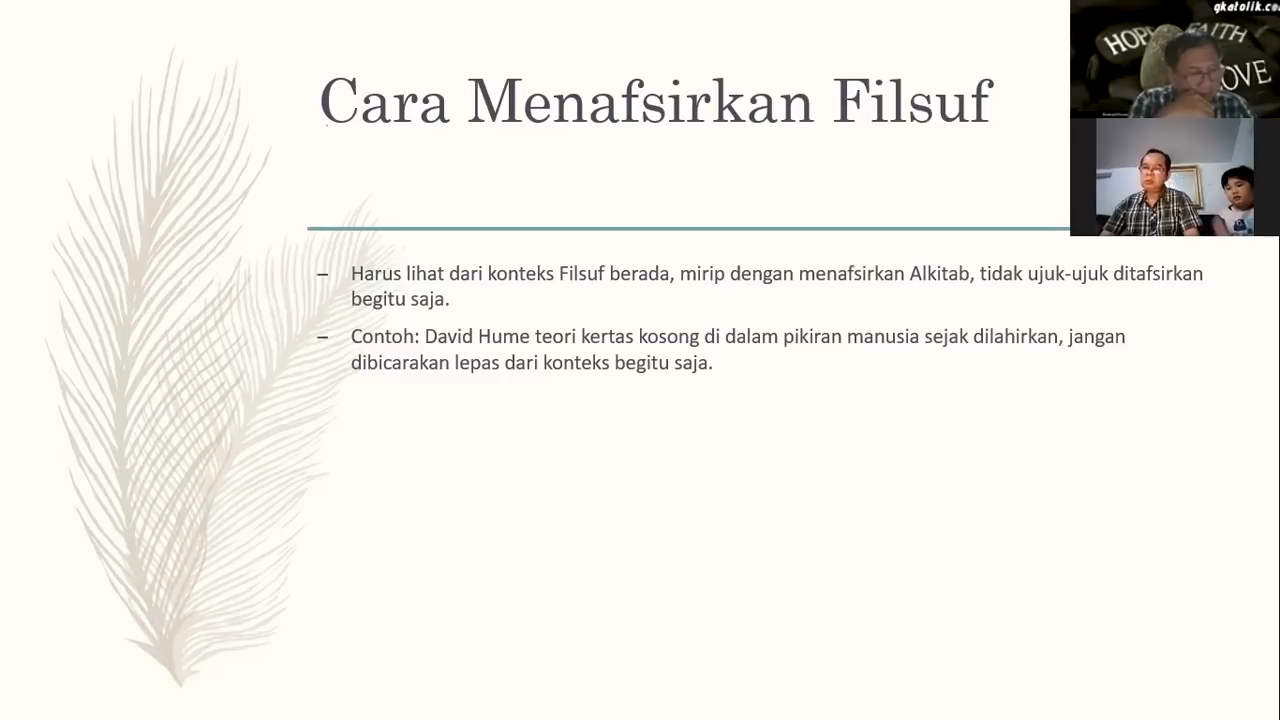 gkatolik.co
HOPE FAITH
LOVE
Cara Menafsirkan Filsuf
– Harus lihat dari konteks Filsuf berada, mirip dengan menafsirkan Alkitab, tidak ujuk-ujuk ditafsirkan
begitu saja.
– Contoh: David Hume teori kertas kosong di dalam pikiran manusia sejak dilahirkan, jangan
dibicarakan lepas dari konteks begitu saja.